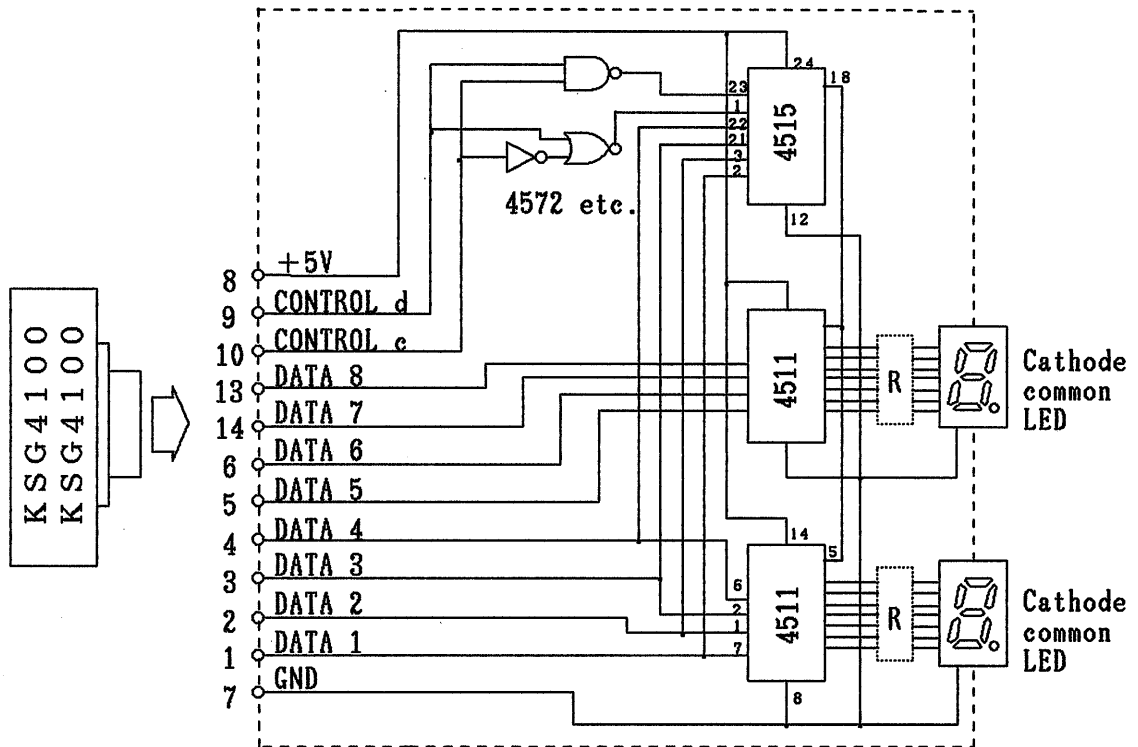 KSG4100
KSG4100
8 +5V
9 CONTROL d
10 CONTROL c
13 DATA 8
14 DATA 7
6 DATA 6
5 DATA 5
4 DATA 4
3 DATA 3
2 DATA 2
1 DATA 1
7 GND
4572 etc.
24
18
23
1
22
21
3
2
4515
12
4511
R
Cathode
common
LED
14
5
6
2
1
7
4511
8
R
Cathode
common
LED